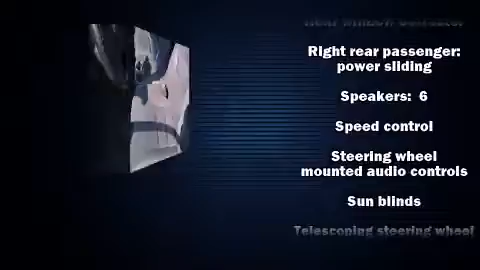 Right rear passenger:
power sliding
Speakers: 6
Speed control
Steering wheel
mounted audio controls
Sun blinds
Telescoping steering wheel